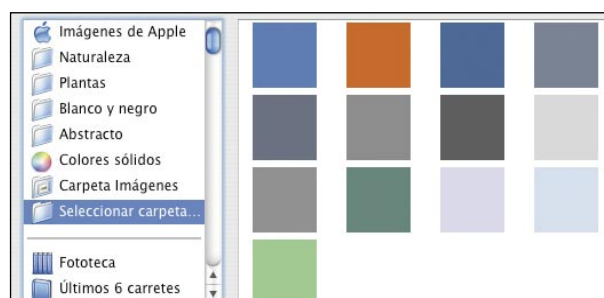 Imágenes de Apple
Naturaleza
Plantas
Blanco y negro
Abstracto
Colores sólidos
Carpeta Imágenes
Seleccionar carpeta...
Fototeca
Últimos 6 carretes